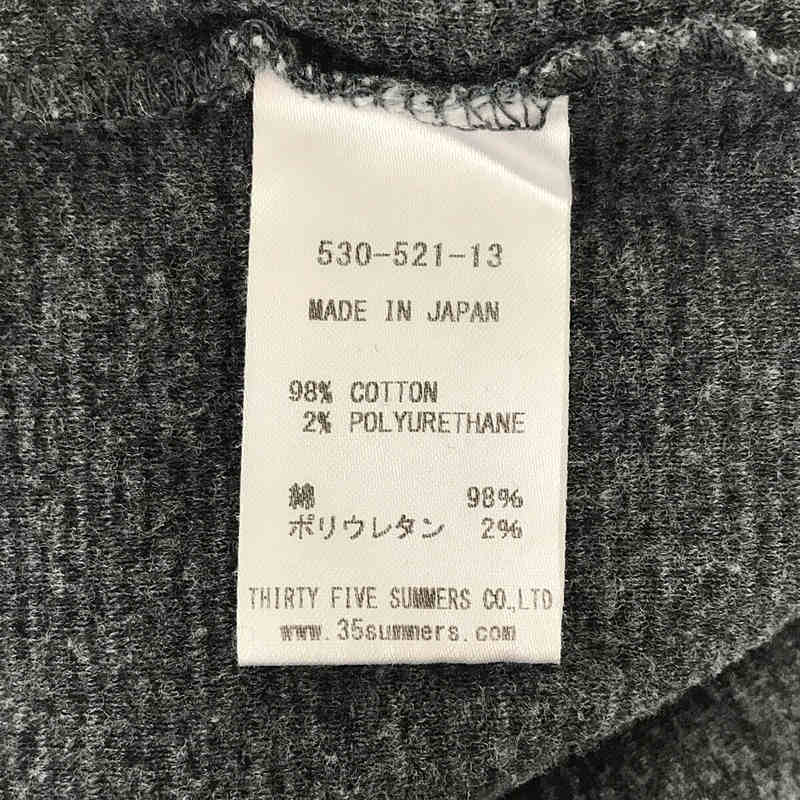 530-521-13
MADE IN JAPAN
98% COTTON
2% POLYURETHANE
綿 98%
ポリウレタン 2%
THIRTY FIVE SUMMERS CO.,LTD
www.35summers.com